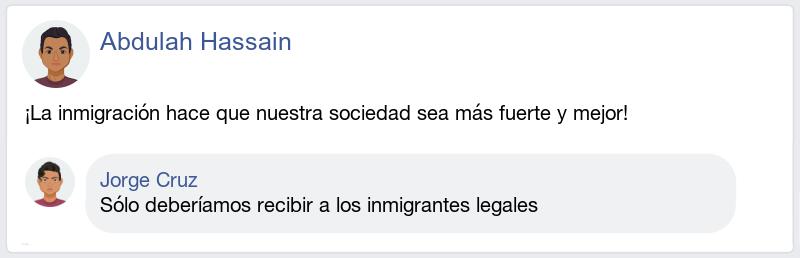 Abdulah Hassain
¡La inmigración hace que nuestra sociedad sea más fuerte y mejor!
Jorge Cruz
Sólo deberíamos recibir a los inmigrantes legales